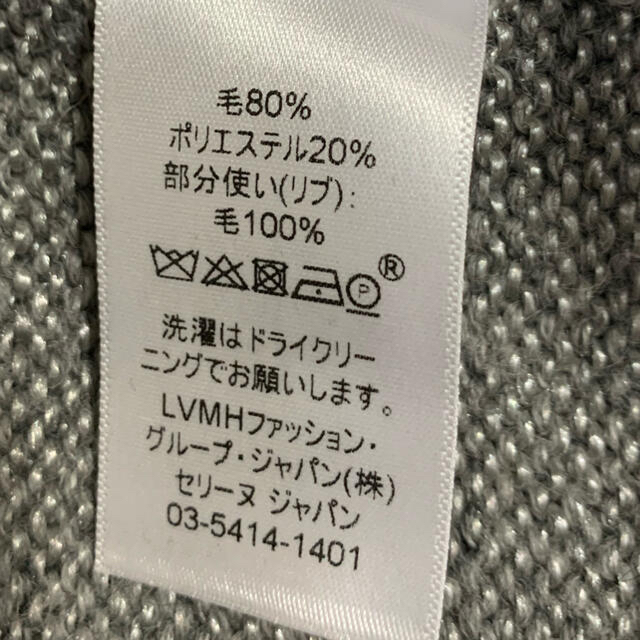 毛80%
ポリエステル20%
部分使い(リブ):
毛100%
P ®
洗濯はドライクリー
ニングでお願いします。
LVMHファッション・
グループ・ジャパン(株)
セリーヌ ジャパン
03-5414-1401